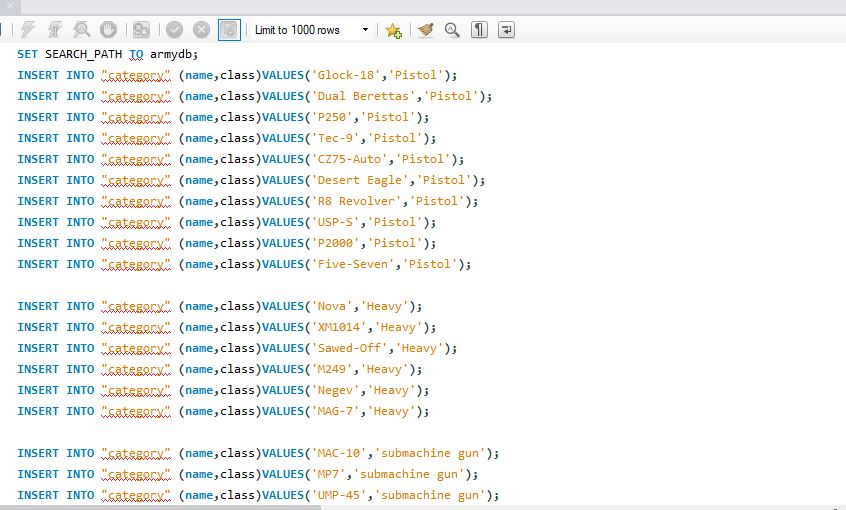 Limit to 1000 rows
SET SEARCH_PATH TO armydb;
INSERT INTO "category" (name,class)VALUES('Glock-18','Pistol');
INSERT INTO "category" (name,class)VALUES('Dual Berettas','Pistol');
INSERT INTO "category" (name,class)VALUES('P250','Pistol');
INSERT INTO "category" (name,class)VALUES('Tec-9','Pistol');
INSERT INTO "category" (name,class)VALUES('CZ75-Auto','Pistol');
INSERT INTO "category" (name,class)VALUES('Desert Eagle','Pistol');
INSERT INTO "category" (name,class)VALUES('R8 Revolver','Pistol');
INSERT INTO "category" (name,class)VALUES('USP-S','Pistol');
INSERT INTO "category" (name,class)VALUES('P2000','Pistol');
INSERT INTO "category" (name,class)VALUES('Five-Seven','Pistol');
INSERT INTO "category" (name,class)VALUES('Nova','Heavy');
INSERT INTO "category" (name,class)VALUES('XM1014','Heavy');
INSERT INTO "category" (name,class)VALUES('Sawed-Off','Heavy');
INSERT INTO "category" (name,class)VALUES('M249','Heavy');
INSERT INTO "category" (name,class)VALUES('Negev','Heavy');
INSERT INTO "category" (name,class)VALUES('MAG-7','Heavy');
INSERT INTO "category" (name,class)VALUES('MAC-10','submachine gun');
INSERT INTO "category" (name,class)VALUES('MP7','submachine gun');
INSERT INTO "category" (name,class)VALUES('UMP-45','submachine gun');